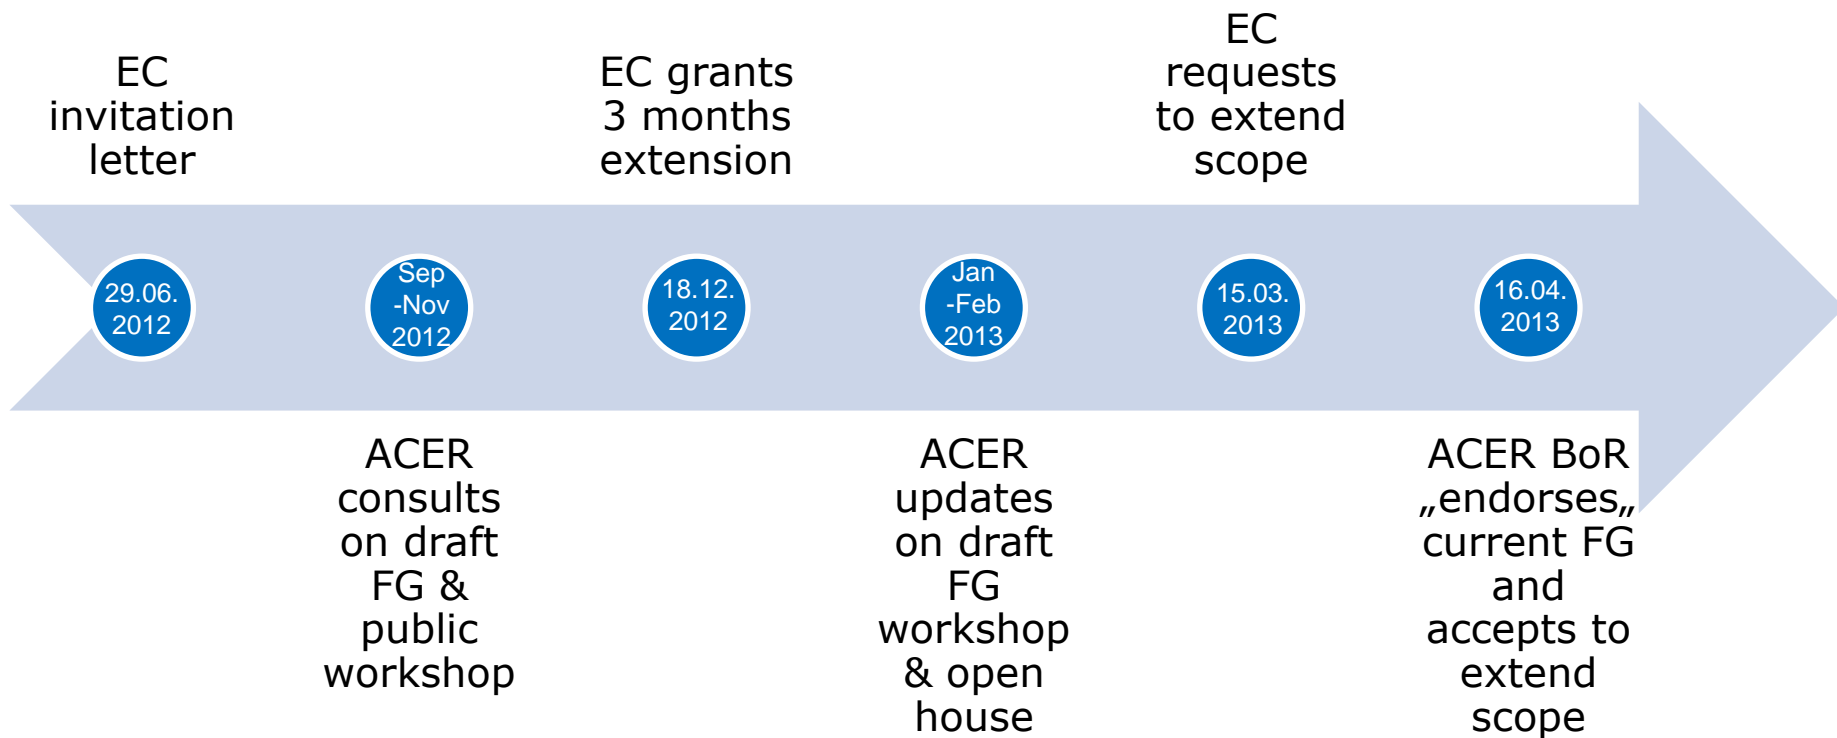 EC
invitation
letter
EC grants
3 months
extension
EC
requests
to extend
scope
29.06.
2012
Sep
-Nov
2012
18.12.
2012
Jan
-Feb
2013
15.03.
2013
16.04.
2013
ACER
consults
on draft
FG &
public
workshop
ACER
updates
on draft
FG
workshop
& open
house
ACER BoR
„endorses„
current FG
and
accepts to
extend
scope